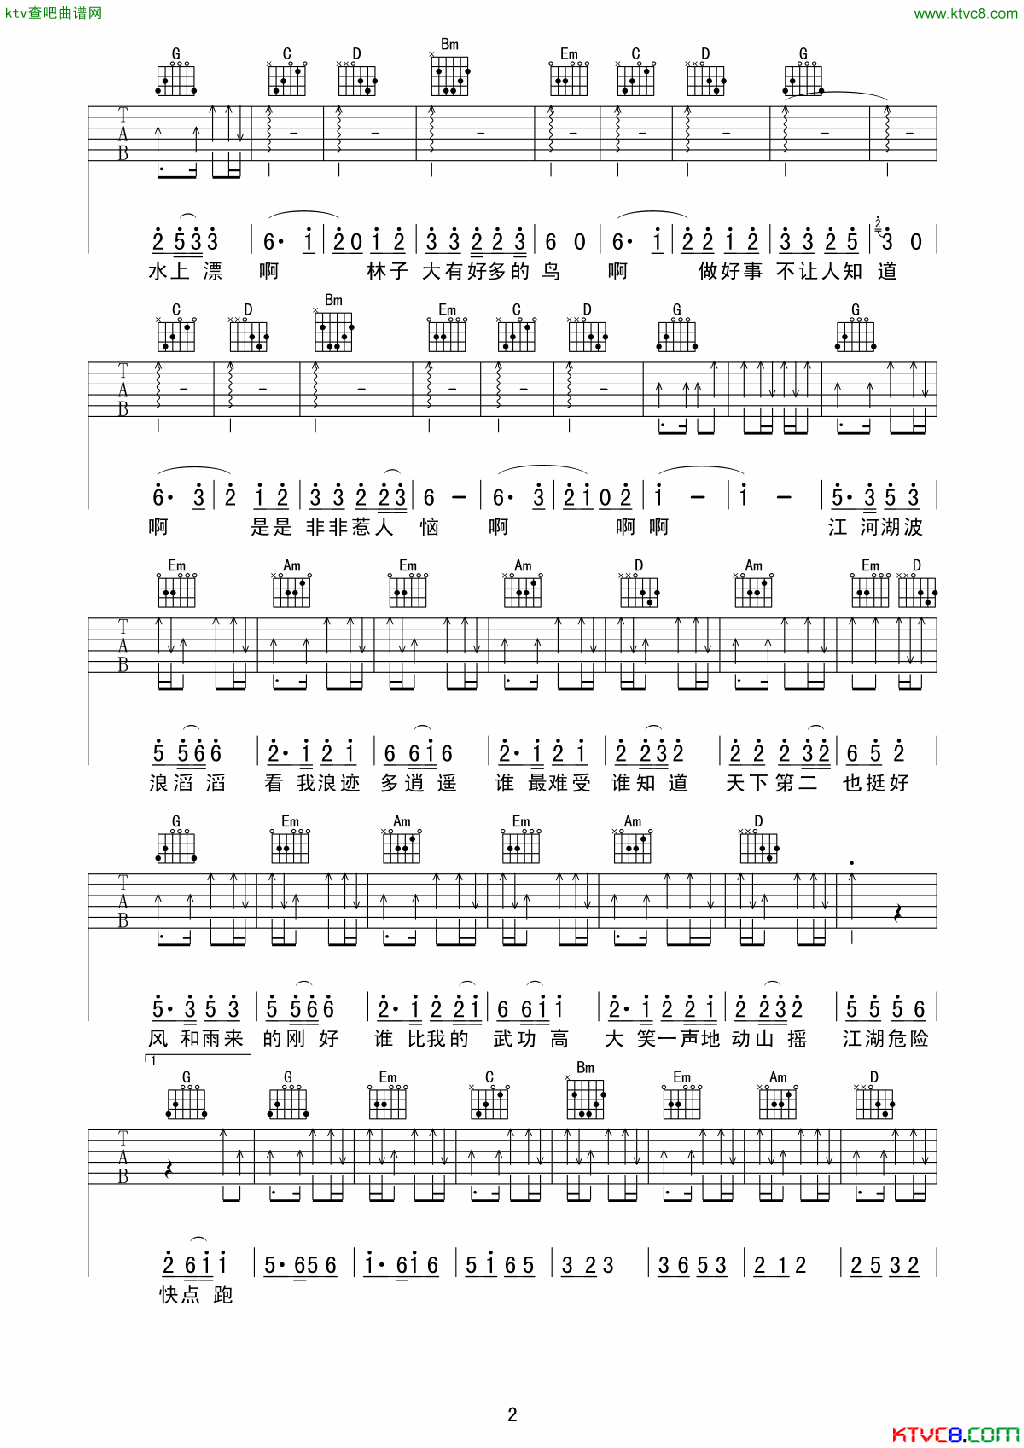 ktv查吧曲谱网
www.ktvc8.com
G C D Bm Em C D G
T A B
2 5 3 3 6· i 2 0 1 2 3 3 2 2 3 6 0 6· i 2 2 1 2 3 3 2 5 2 3 0
水上 漂 啊 林子 大有好多的 鸟 啊 做好事 不让人知 道
C D Bm Em C D G G
T A B
6· 3 2 1 2 3 3 2 2 3 6 – 6· 3 2 1 0 2 i – i – 5· 3 5 3
啊 是是 非非惹人 恼 啊 啊啊 江 河湖波
Em Am Em Am D Am Em D
T A B
5 5 6 6 2· i 2 i 6 6 i 6 2· i 2 i 2 2 3 2 2 2 2 3 2 6 5 2
浪滔滔 看 我浪迹 多逍遥 谁 最难受 谁知道 天下第二 也挺好
G Em Am Em Am D
T A B
5· 3 5 3 5 5 6 6 2· i 2 2 i 6 6 i i 2· i 2 2 i 2 2 3 2 5 5 5 6
风 和雨来 的刚 好 谁 比我的 武功高 大 笑一声地 动山 摇 江湖危险
1
G G Em C Bm Em Am D
T A B
2 6 i i 5· 6 5 6 i· 6 i 6 5 i 6 5 3 2 3 3 6 5 3 2 1 2 2 5 3 2
快点 跑
2
KTVC8.COM